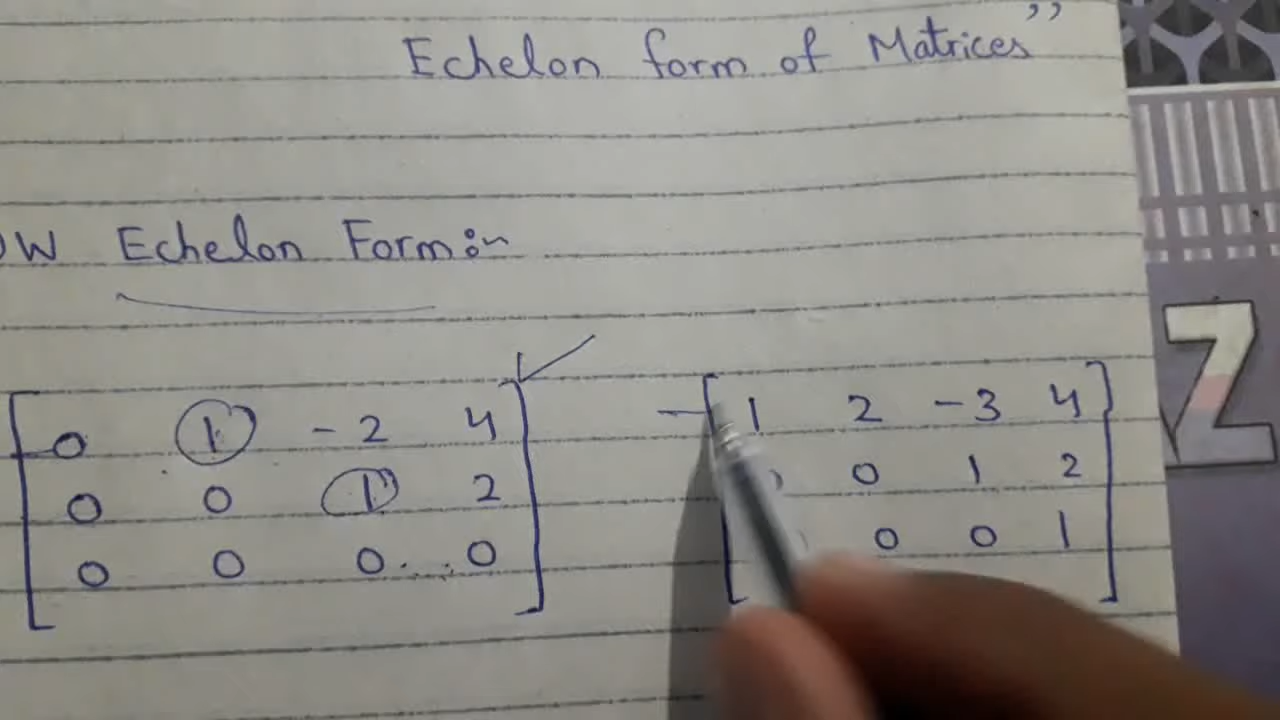 Echelon form of Matrices”
Echelon Form:~
0 1 -2 4
0 0 1 2
0 0 0 0
1 2 -3 4
0 1 2
0 0 1
Z